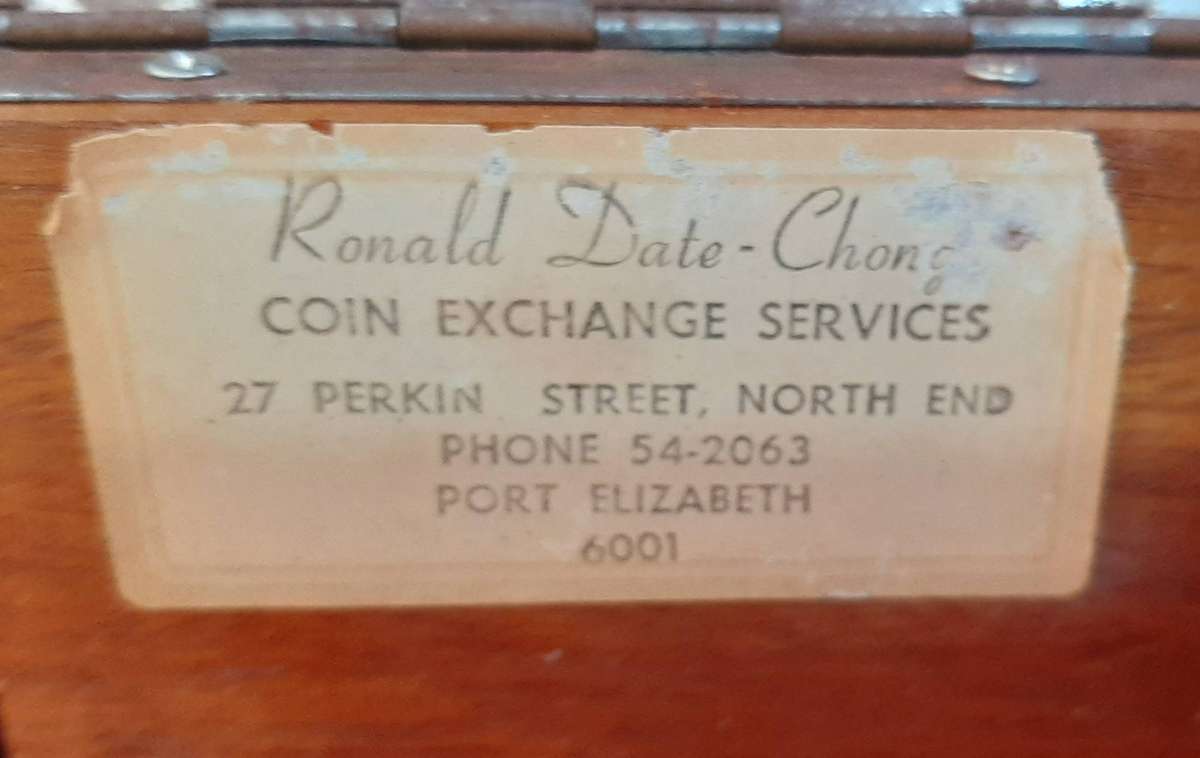 Ronald Date-Chong
COIN EXCHANGE SERVICES
27 PERKIN STREET, NORTH END
PHONE 54-2063
PORT ELIZABETH
6001